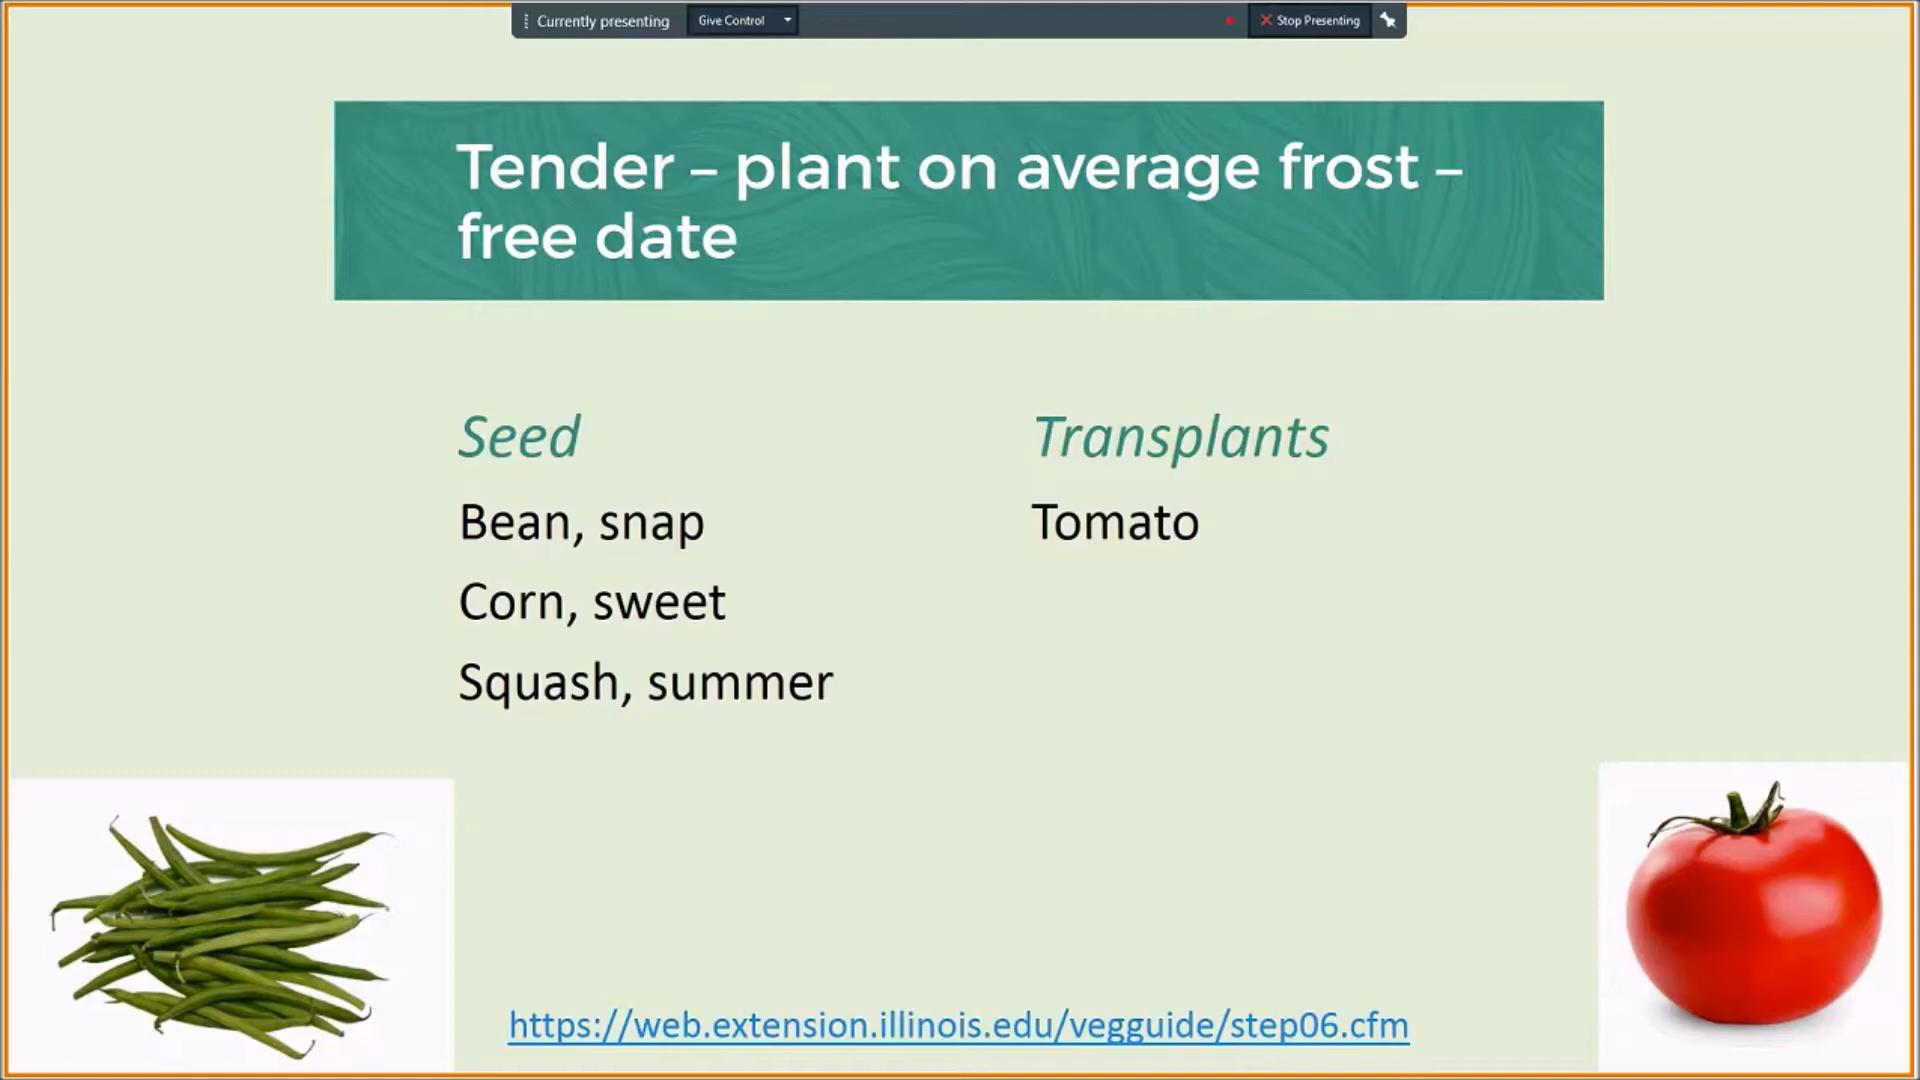 Currently presenting
Give Control
Stop Presenting
Tender – plant on average frost –
free date
Seed
Bean, snap
Corn, sweet
Squash, summer
Transplants
Tomato
https://web.extension.illinois.edu/vegguide/step06.cfm